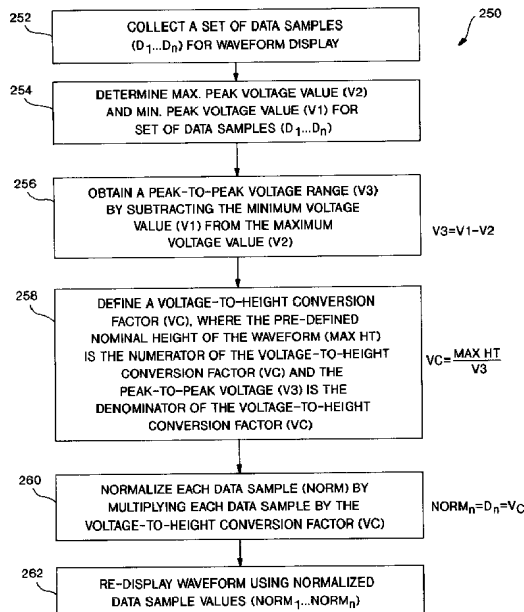 252
COLLECT A SET OF DATA SAMPLES
(D1...Dn) FOR WAVEFORM DISPLAY
250
254
DETERMINE MAX. PEAK VOLTAGE VALUE (V2)
AND MIN. PEAK VOLTAGE VALUE (V1) FOR
SET OF DATA SAMPLES (D1...Dn)
256
OBTAIN A PEAK-TO-PEAK VOLTAGE RANGE (V3)
BY SUBTRACTING THE MINIMUM VOLTAGE
VALUE (V1) FROM THE MAXIMUM
VOLTAGE VALUE (V2)
V3=V1-V2
258
DEFINE A VOLTAGE-TO-HEIGHT CONVERSION
FACTOR (VC), WHERE THE PRE-DEFINED
NOMINAL HEIGHT OF THE WAVEFORM (MAX HT)
IS THE NUMERATOR OF THE VOLTAGE-TO-HEIGHT
CONVERSION FACTOR (VC) AND THE
PEAK-TO-PEAK VOLTAGE (V3) IS THE
DENOMINATOR OF THE VOLTAGE-TO-HEIGHT
CONVERSION FACTOR (VC)
VC=MAX HT
V3
260
NORMALIZE EACH DATA SAMPLE (NORM) BY
MULTIPLYING EACH DATA SAMPLE BY THE
VOLTAGE-TO-HEIGHT CONVERSION FACTOR (VC)
NORMn=Dn=VC
262
RE-DISPLAY WAVEFORM USING NORMALIZED
DATA SAMPLE VALUES (NORM1...NORMn)